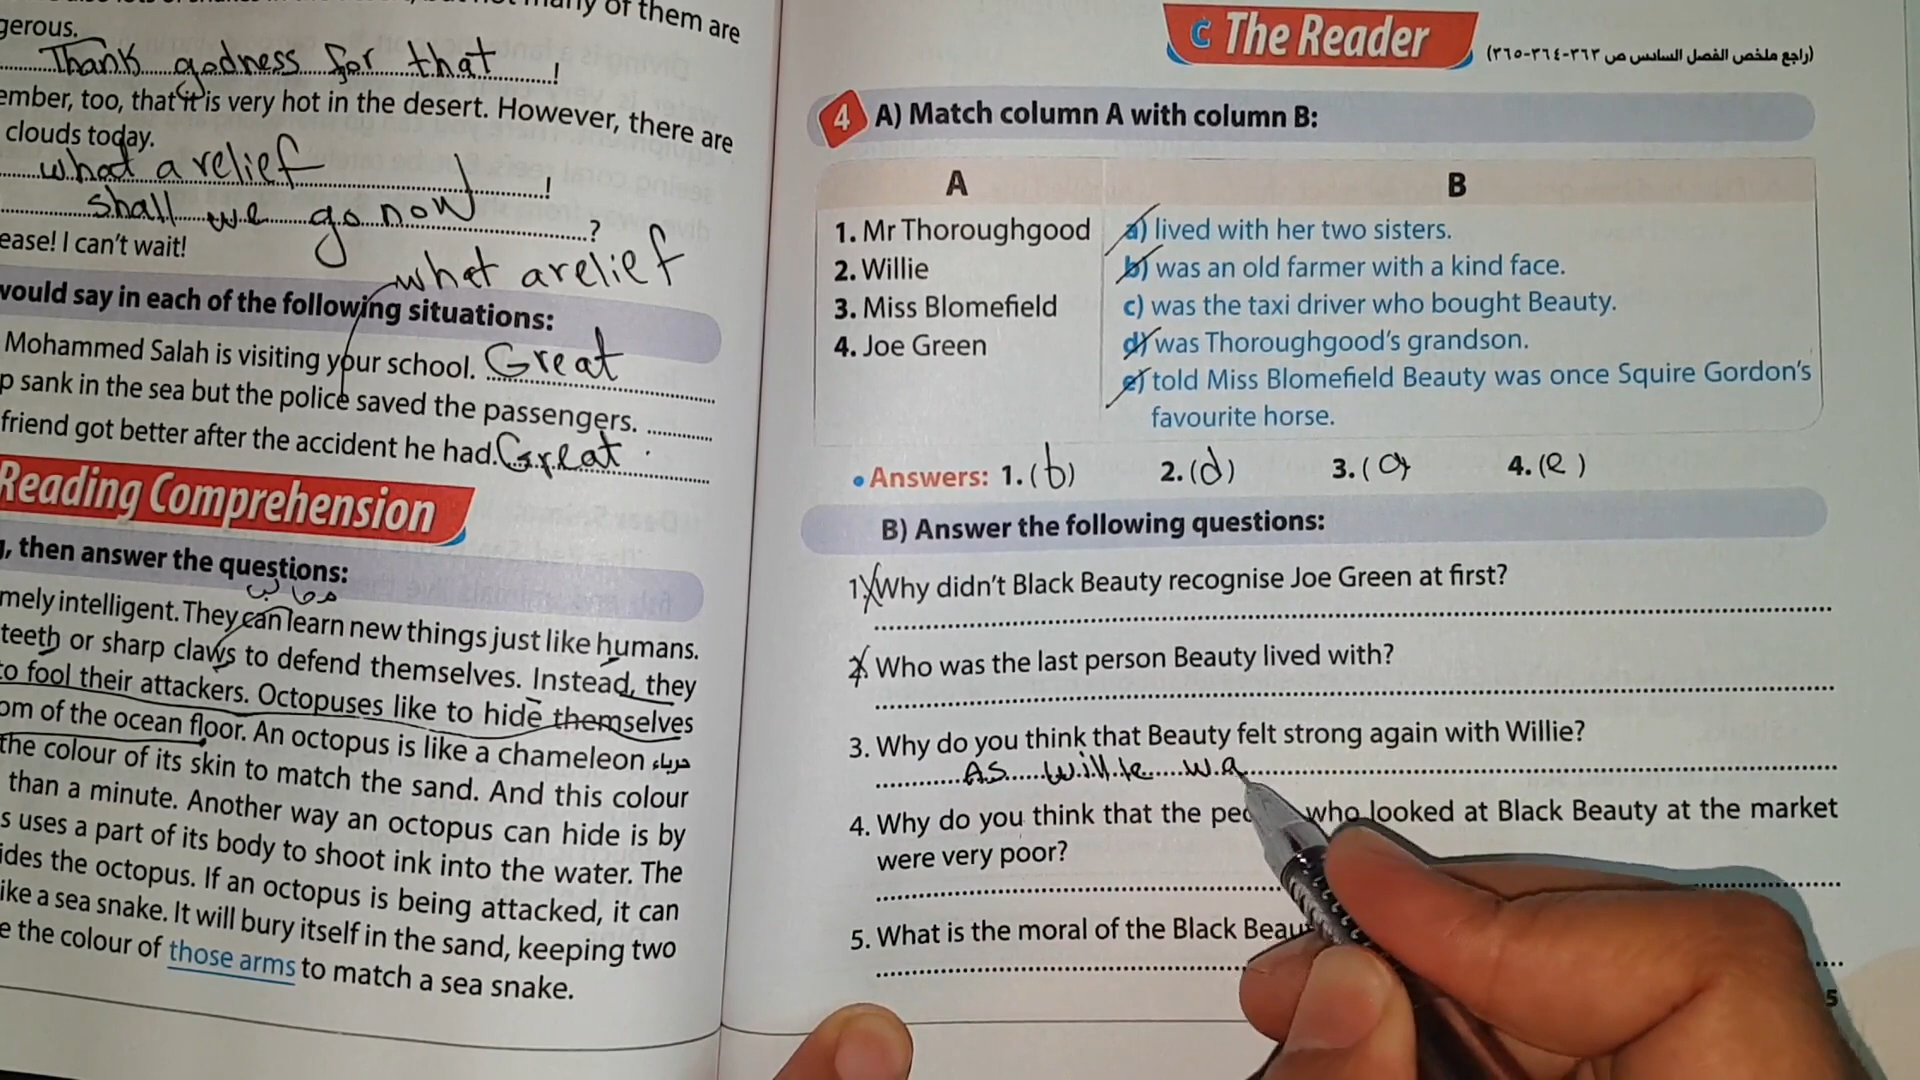 many of them are
gerous.
Thank godness for that !
ember, too, that it is very hot in the desert. However, there are
clouds today.
what a relief !
shall we go now ?
ease! I can't wait!
what a relief
would say in each of the following situations:
Mohammed Salah is visiting your school. Great
p sank in the sea but the police saved the passengers.
friend got better after the accident he had. Great
Reading Comprehension
, then answer the questions:
mely intelligent. They can learn new things just like humans.
teeth or sharp claws to defend themselves. Instead, they
to fool their attackers. Octopuses like to hide themselves
om of the ocean floor. An octopus is like a chameleon حرباء
the colour of its skin to match the sand. And this colour
than a minute. Another way an octopus can hide is by
s uses a part of its body to shoot ink into the water. The
ides the octopus. If an octopus is being attacked, it can
ike a sea snake. It will bury itself in the sand, keeping two
e the colour of those arms to match a sea snake.
C The Reader
(راجع ملخص الفصل السادس ص ٣٦٣-٣٦٤-٣٦٥)
4 A) Match column A with column B:
A B
1. Mr Thoroughgood a) lived with her two sisters.
2. Willie b) was an old farmer with a kind face.
3. Miss Blomefield c) was the taxi driver who bought Beauty.
4. Joe Green d) was Thoroughgood's grandson.
e) told Miss Blomefield Beauty was once Squire Gordon's
favourite horse.
• Answers: 1. (b) 2. (d) 3. (a) 4. (e)
B) Answer the following questions:
1. Why didn't Black Beauty recognise Joe Green at first?
2. Who was the last person Beauty lived with?
3. Why do you think that Beauty felt strong again with Willie?
As Willie wa
4. Why do you think that the who looked at Black Beauty at the market
were very poor?
5. What is the moral of the Black Beau
5